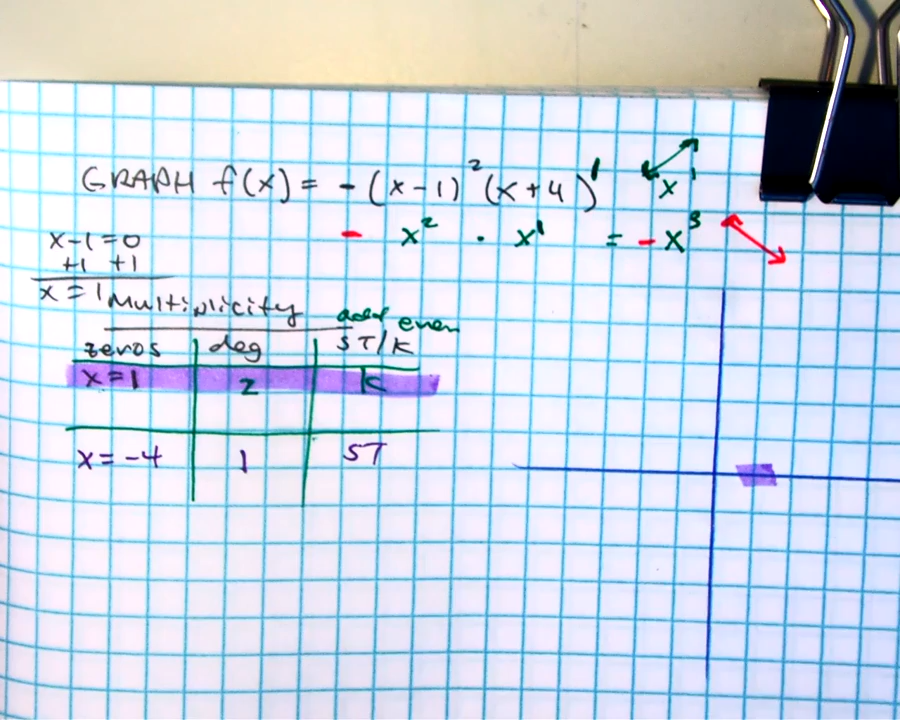 GRAPH f(x) = - (x-1)² (x+4)¹
x¹
- x² · x¹ = -x³
x-1=0
+1 +1
x=1
Multiplicity
odd even
zeros deg ST/K
x=1 2 K
x=-4 1 ST